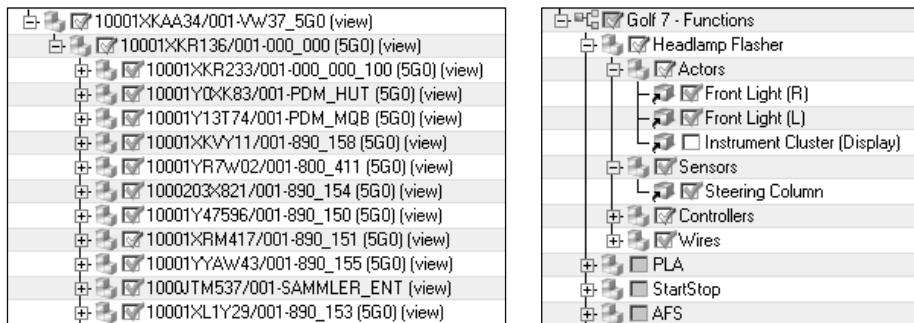 10001XKAA34/001-VW37_5G0 (view)
10001XKR136/001-000_000 (5G0) (view)
10001XKR233/001-000_000_100 (5G0) (view)
10001Y0XK83/001-PDM_HUT (5G0) (view)
10001Y13T74/001-PDM_MQB (5G0) (view)
10001XKVY11/001-890_158 (5G0) (view)
10001YR7W02/001-800_411 (5G0) (view)
1000203X821/001-890_154 (5G0) (view)
10001Y47596/001-890_150 (5G0) (view)
10001XRM417/001-890_151 (5G0) (view)
10001YYAW43/001-890_155 (5G0) (view)
1000JTM537/001-SAMMLER_ENT (view)
10001XL1Y29/001-890_153 (5G0) (view)
Golf 7 - Functions
Headlamp Flasher
Actors
Front Light (R)
Front Light (L)
Instrument Cluster (Display)
Sensors
Steering Column
Controllers
Wires
PLA
StartStop
AFS